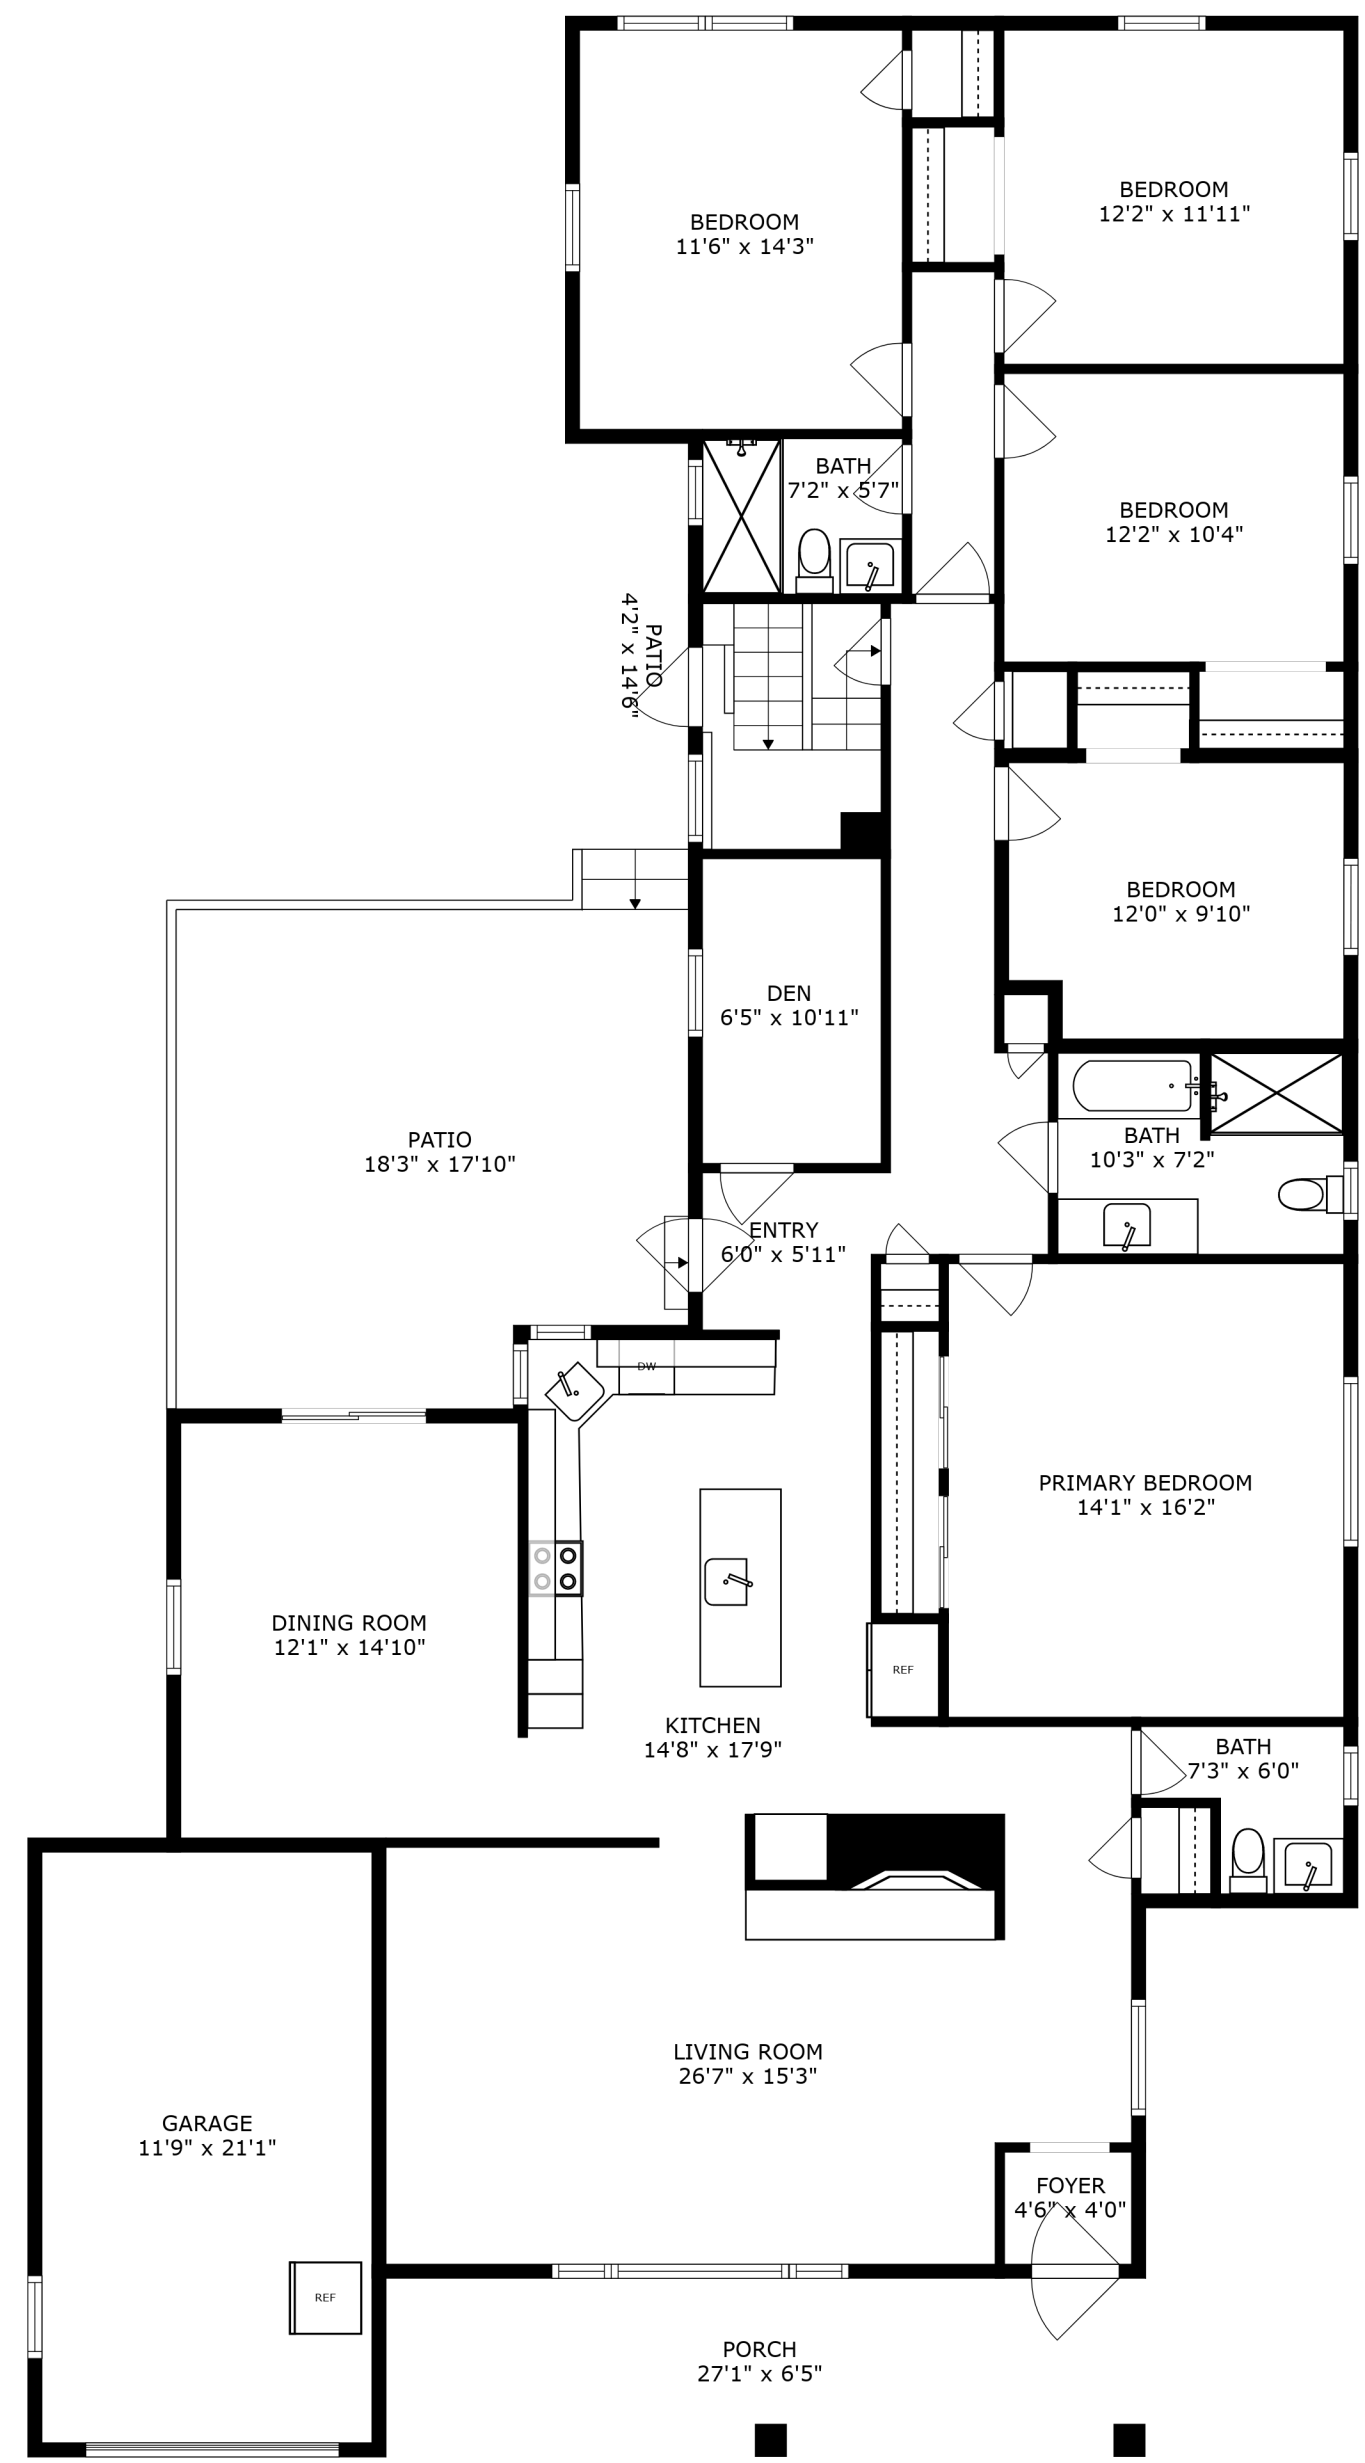 BEDROOM
12'2" x 11'11"
BEDROOM
11'6" x 14'3"
BATH
7'2" x 5'7"
BEDROOM
12'2" x 10'4"
PATIO
4'2" x 14'6"
BEDROOM
12'0" x 9'10"
DEN
6'5" x 10'11"
PATIO
18'3" x 17'10"
BATH
10'3" x 7'2"
ENTRY
6'0" x 5'11"
DW
PRIMARY BEDROOM
14'1" x 16'2"
DINING ROOM
12'1" x 14'10"
REF
KITCHEN
14'8" x 17'9"
BATH
7'3" x 6'0"
LIVING ROOM
26'7" x 15'3"
GARAGE
11'9" x 21'1"
FOYER
4'6" x 4'0"
REF
PORCH
27'1" x 6'5"